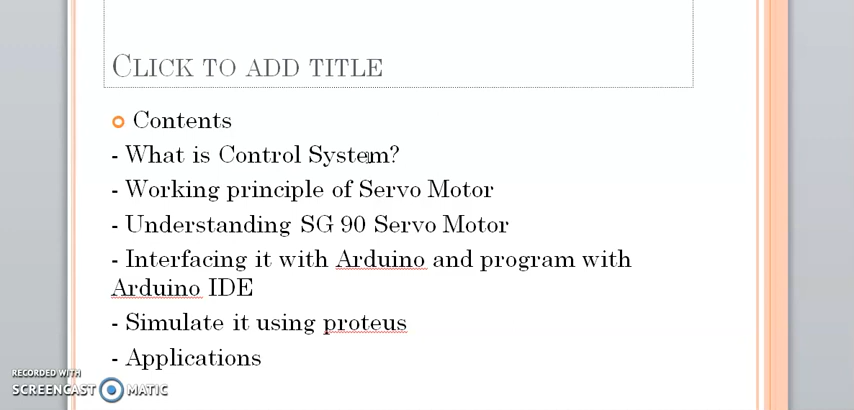 CLICK TO ADD TITLE
Contents
- What is Control System?
- Working principle of Servo Motor
- Understanding SG 90 Servo Motor
- Interfacing it with Arduino and program with
Arduino IDE
- Simulate it using proteus
- Applications
RECORDED WITH
SCREENCAST MATIC